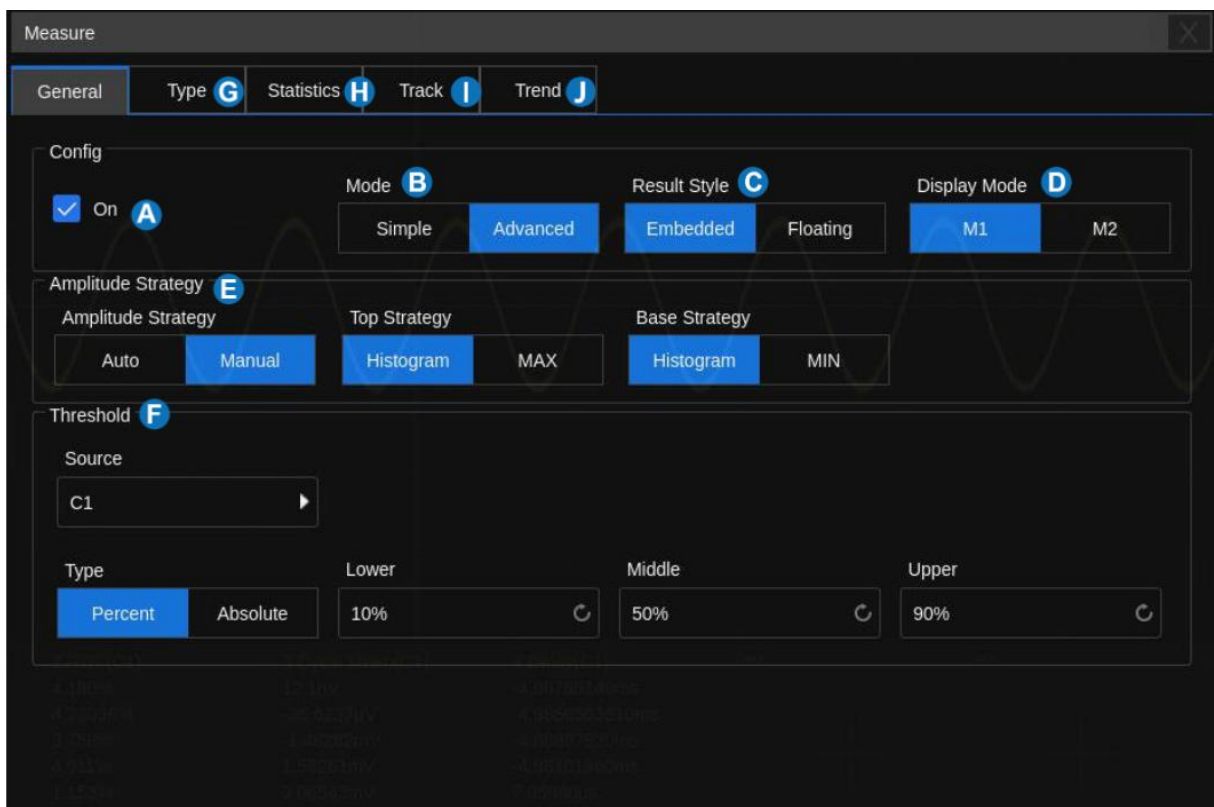 Measure
General Type G Statistics H Track I Trend J
Config
Mode B Result Style C Display Mode D
On A Simple Advanced Embedded Floating M1 M2
Amplitude Strategy E
Amplitude Strategy Top Strategy Base Strategy
Auto Manual Histogram MAX Histogram MIN
Threshold F
Source
C1
Type Lower Middle Upper
Percent Absolute 10% 50% 90%